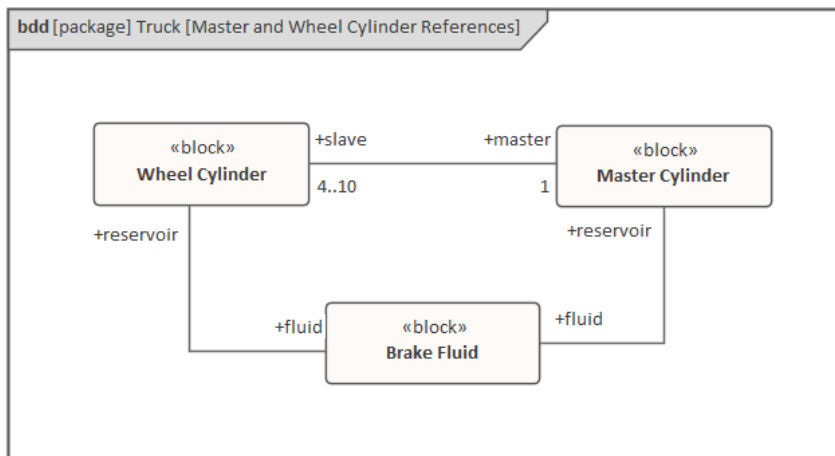 bdd [package] Truck [Master and Wheel Cylinder References]
«block»
Wheel Cylinder
+slave
+master
4..10
1
«block»
Master Cylinder
+reservoir
+reservoir
+fluid
«block»
Brake Fluid
+fluid